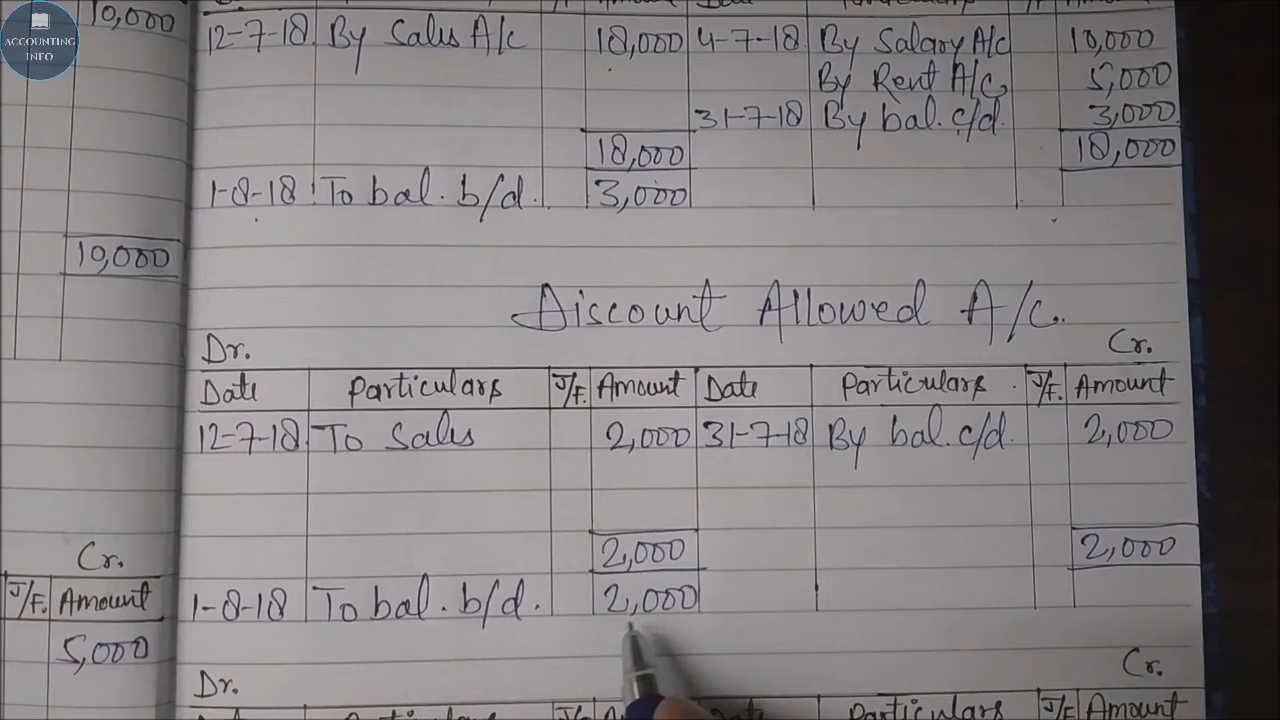 ACCOUNTING
INFO
10,000
12-7-18 By Sales A/c 18,000 4-7-18 By Salary A/c 10,000
By Rent A/c 5,000
31-7-18 By bal. c/d. 3,000
18,000 18,000
1-8-18 To bal. b/d. 3,000
10,000
Discount Allowed A/c.
Dr. Cr.
Date Particulars J/F. Amount Date Particulars J/F. Amount
12-7-18 To Sales 2,000 31-7-18 By bal. c/d. 2,000
2,000 2,000
Cr.
J/F. Amount 1-8-18 To bal. b/d. 2,000
5,000
Dr. Cr.
Particulars J/F. Amount